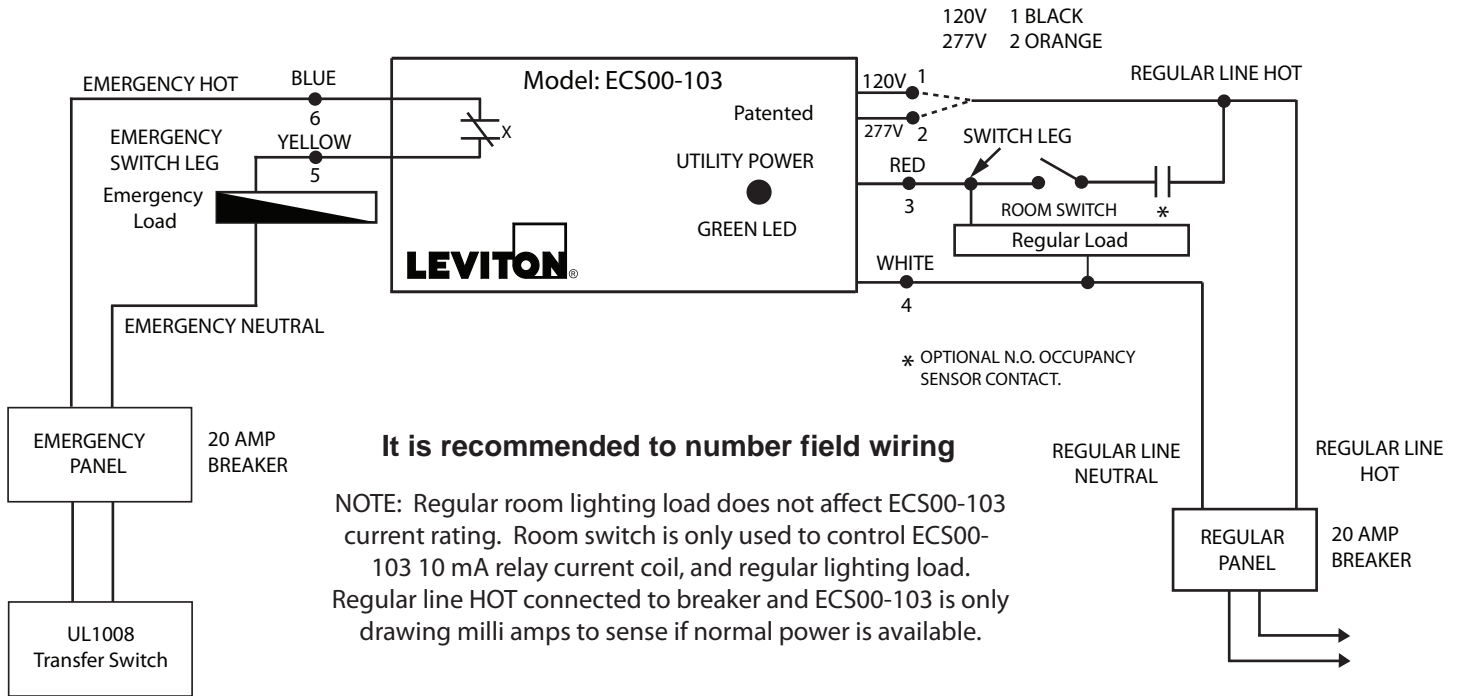 120V 1 BLACK
277V 2 ORANGE
EMERGENCY HOT
BLUE
6
EMERGENCY
SWITCH LEG
YELLOW
5
Emergency
Load
EMERGENCY NEUTRAL
Model: ECS00-103
Patented
X
UTILITY POWER
GREEN LED
LEVITON®
120V 1
277V 2
REGULAR LINE HOT
SWITCH LEG
RED
3
ROOM SWITCH
*
Regular Load
WHITE
4
* OPTIONAL N.O. OCCUPANCY
SENSOR CONTACT.
EMERGENCY
PANEL
20 AMP
BREAKER
UL1008
Transfer Switch
It is recommended to number field wiring
NOTE: Regular room lighting load does not affect ECS00-103
current rating. Room switch is only used to control ECS00-
103 10 mA relay current coil, and regular lighting load.
Regular line HOT connected to breaker and ECS00-103 is only
drawing milli amps to sense if normal power is available.
REGULAR LINE
NEUTRAL
REGULAR LINE
HOT
REGULAR
PANEL
20 AMP
BREAKER